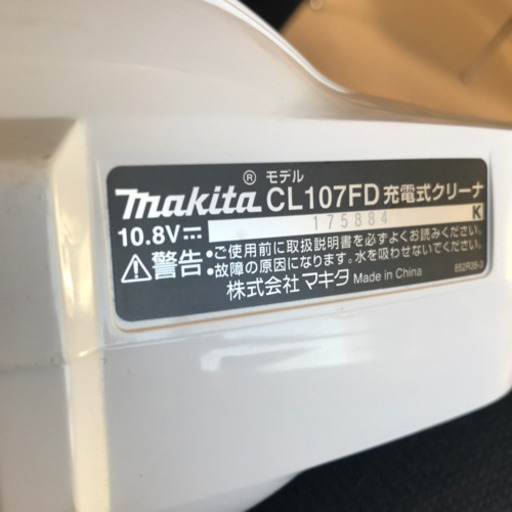 ® モデル
makita CL107FD 充電式クリーナ
10.8V⎓ 175884 K
⚠警告 •ご使用前に取扱説明書を必ずよくお読みください。
•故障の原因になります。水を吸わせないでください。
株式会社 マキタ Made in China 852R35-3